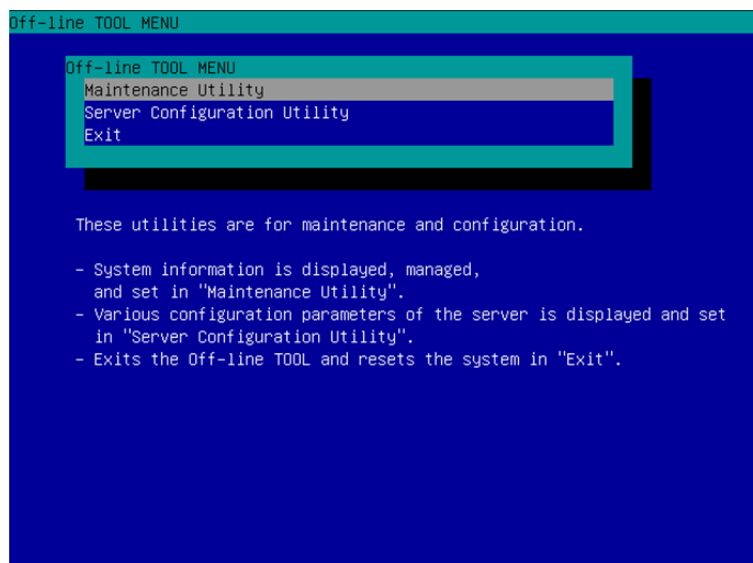 Off-line TOOL MENU
Off-line TOOL MENU
Maintenance Utility
Server Configuration Utility
Exit
These utilities are for maintenance and configuration.
- System information is displayed, managed,
and set in "Maintenance Utility".
- Various configuration parameters of the server is displayed and set
in "Server Configuration Utility".
- Exits the Off-line TOOL and resets the system in "Exit".